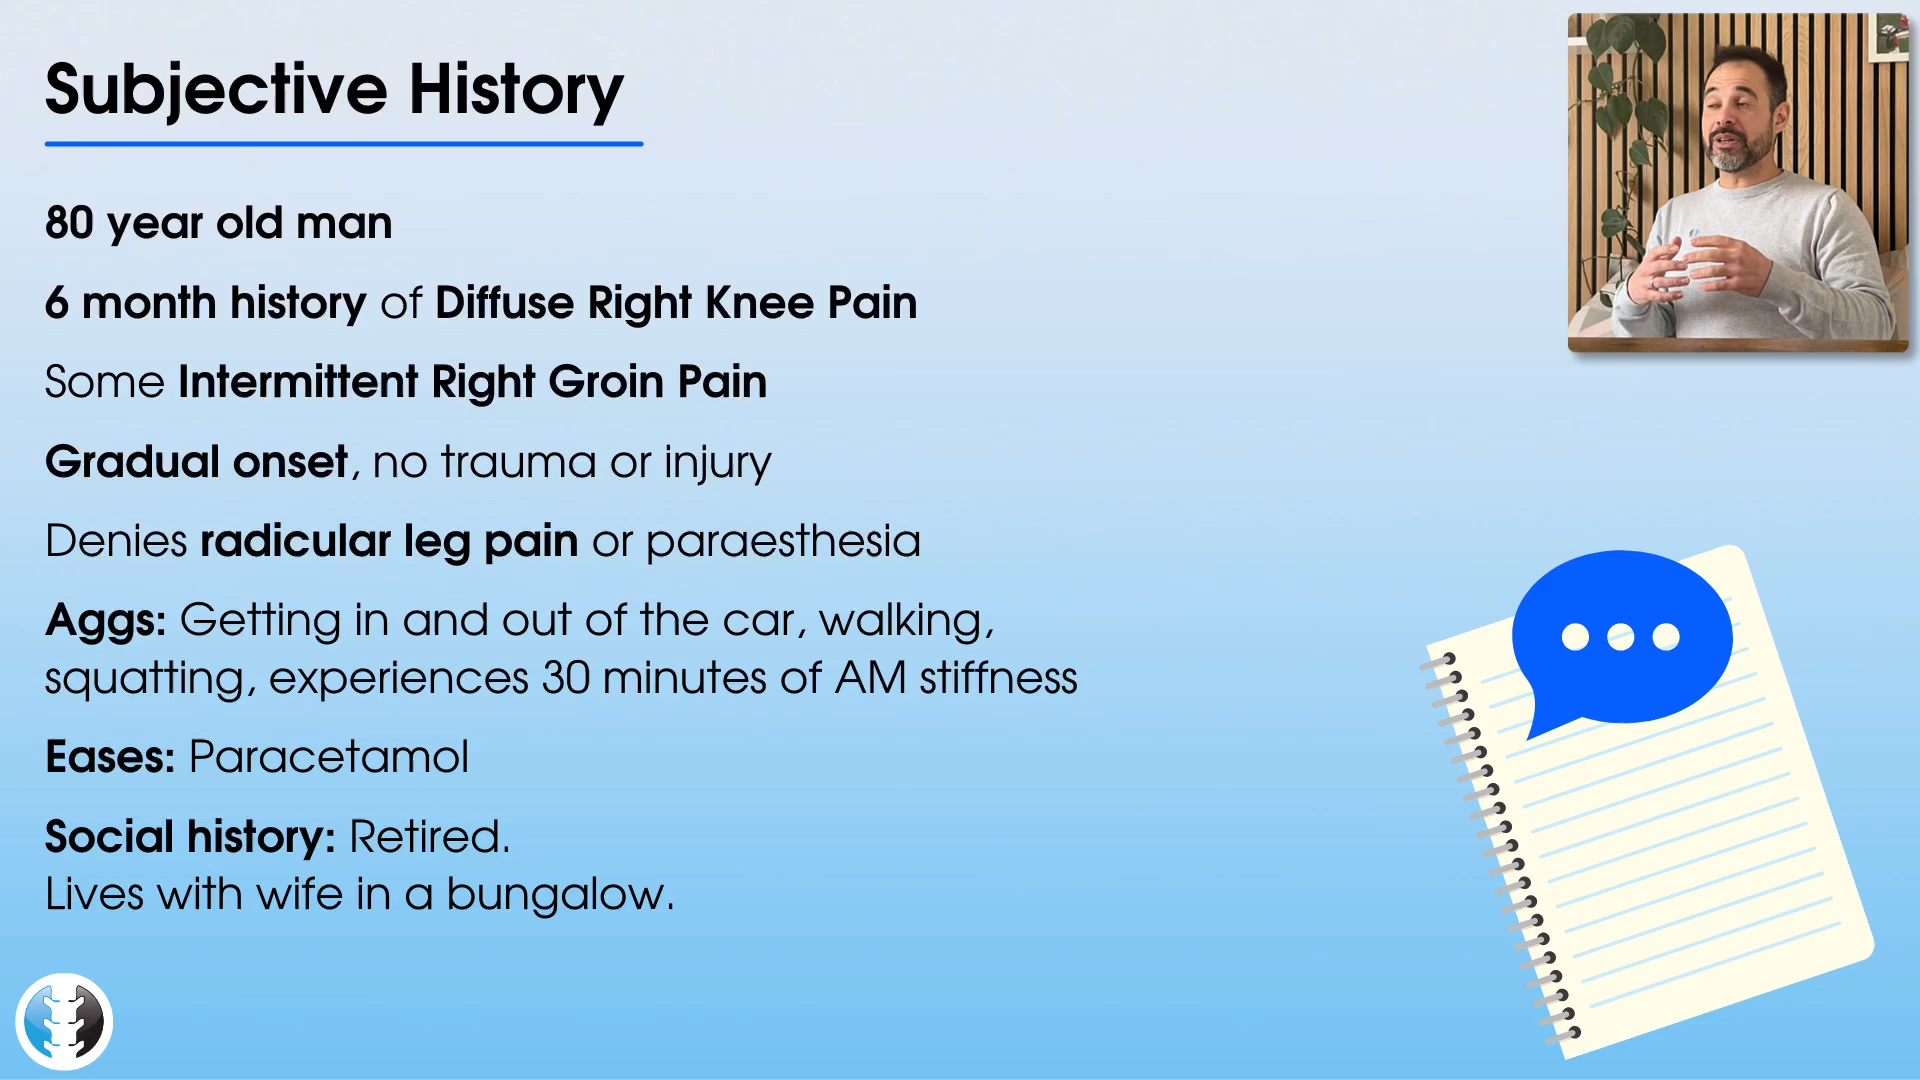 Subjective History
80 year old man
6 month history of Diffuse Right Knee Pain
Some Intermittent Right Groin Pain
Gradual onset, no trauma or injury
Denies radicular leg pain or paraesthesia
Aggs: Getting in and out of the car, walking,
squatting, experiences 30 minutes of AM stiffness
Eases: Paracetamol
Social history: Retired.
Lives with wife in a bungalow.